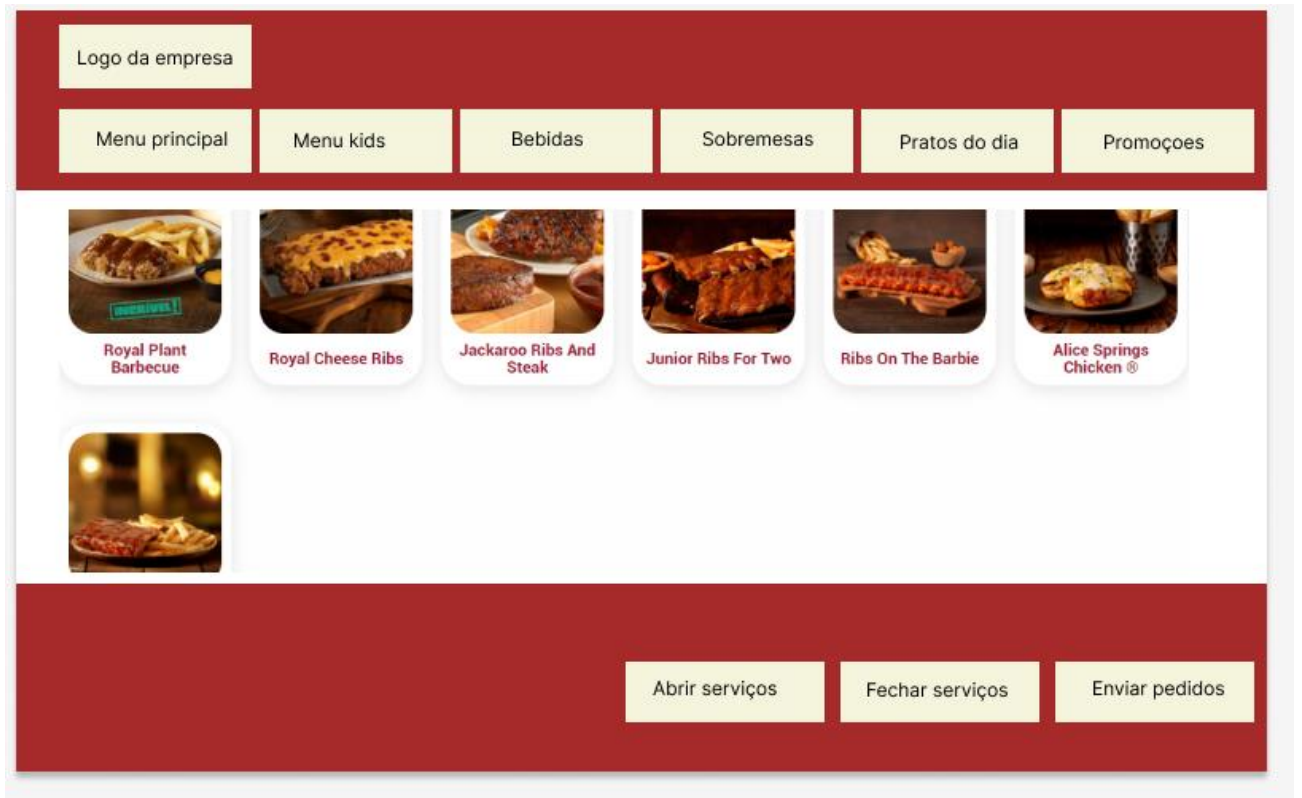 Logo da empresa
Menu principal
Menu kids
Bebidas
Sobremesas
Pratos do dia
Promoçoes
INCRÍVEL!
Royal Plant
Barbecue
Royal Cheese Ribs
Jackaroo Ribs And
Steak
Junior Ribs For Two
Ribs On The Barbie
Alice Springs
Chicken ®
Abrir serviços
Fechar serviços
Enviar pedidos